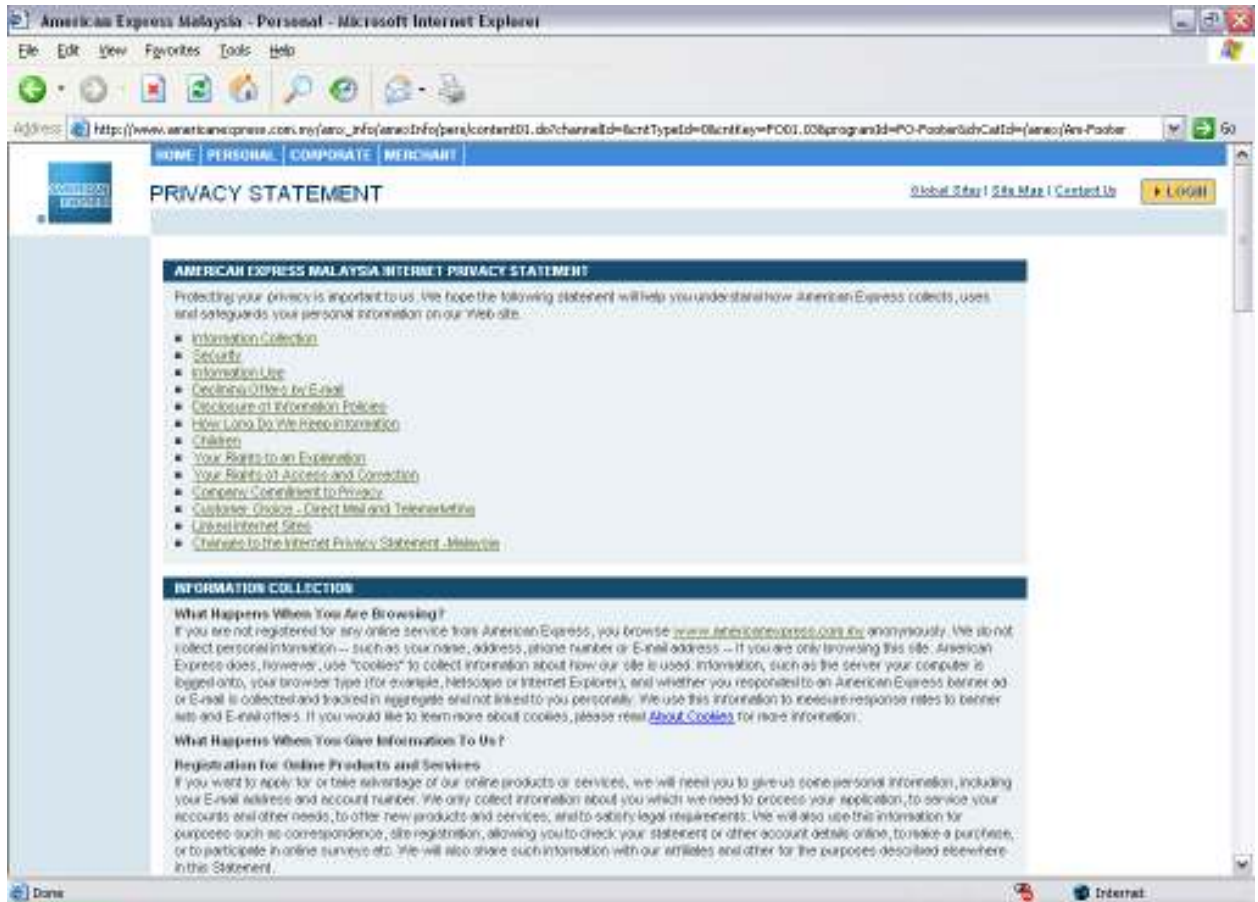 American Express Malaysia - Personal - Microsoft Internet Explorer
File Edit View Favorites Tools Help
Address http://www.americanexpress.com.my/ Go
HOME | PERSONAL | CORPORATE | MERCHANT
AMERICAN EXPRESS
PRIVACY STATEMENT
Global Sites | Site Map | Contact Us
LOGIN
AMERICAN EXPRESS MALAYSIA INTERNET PRIVACY STATEMENT
Protecting your privacy is important to us. We hope the following statement will help you understand how American Express collects, uses
and safeguards your personal information on our Web site.
Information Collection
Security
Information Use
Declining Offers by E-mail
Disclosure of Information Policies
How Long Do We Keep Information
Children
Your Rights to an Explanation
Your Rights of Access and Correction
Company Commitment to Privacy
Customer Choice - Direct Mail and Telemarketing
Linked Internet Sites
Changes to the Internet Privacy Statement -Malaysia
INFORMATION COLLECTION
What Happens When You Are Browsing?
If you are not registered for any online service from American Express, you browse www.americanexpress.com.my anonymously. We do not
collect personal information -- such as your name, address, phone number or E-mail address -- if you are only browsing this site. American
Express does, however, use "cookies" to collect information about how our site is used. Information, such as the server your computer is
logged onto, your browser type (for example, Netscape or Internet Explorer), and whether you responded to an American Express banner ad
or E-mail is collected and tracked in aggregate and not linked to you personally. We use this information to measure response rates to banner
ads and E-mail offers. If you would like to learn more about cookies, please read About Cookies for more information.
What Happens When You Give Information To Us?
Registration for Online Products and Services
If you want to apply for or take advantage of our online products or services, we will need you to give us some personal information, including
your E-mail address and account number. We only collect information about you which we need to process your application, to service your
accounts and other needs, to offer new products and services, and to satisfy legal requirements. We will also use this information for
purposes such as correspondence, site registration, allowing you to check your statement or other account details online, to make a purchase,
or to participate in online surveys etc. We will also share such information with our affiliates and other for the purposes described elsewhere
in this Statement.
Done
Internet